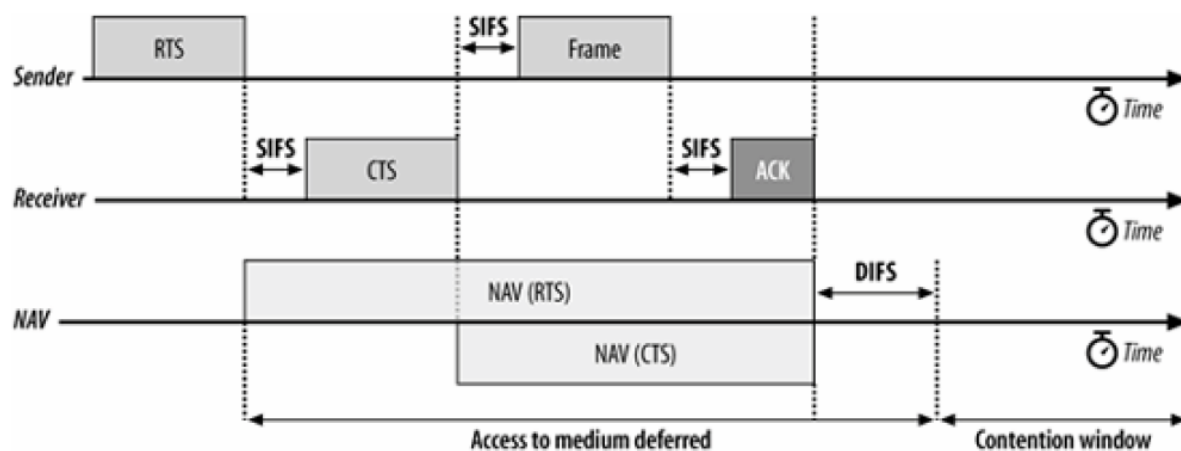 RTS
SIFS
Frame
Sender
Time
SIFS
CTS
SIFS
ACK
Receiver
Time
NAV (RTS)
DIFS
NAV
NAV (CTS)
Time
Access to medium deferred
Contention window